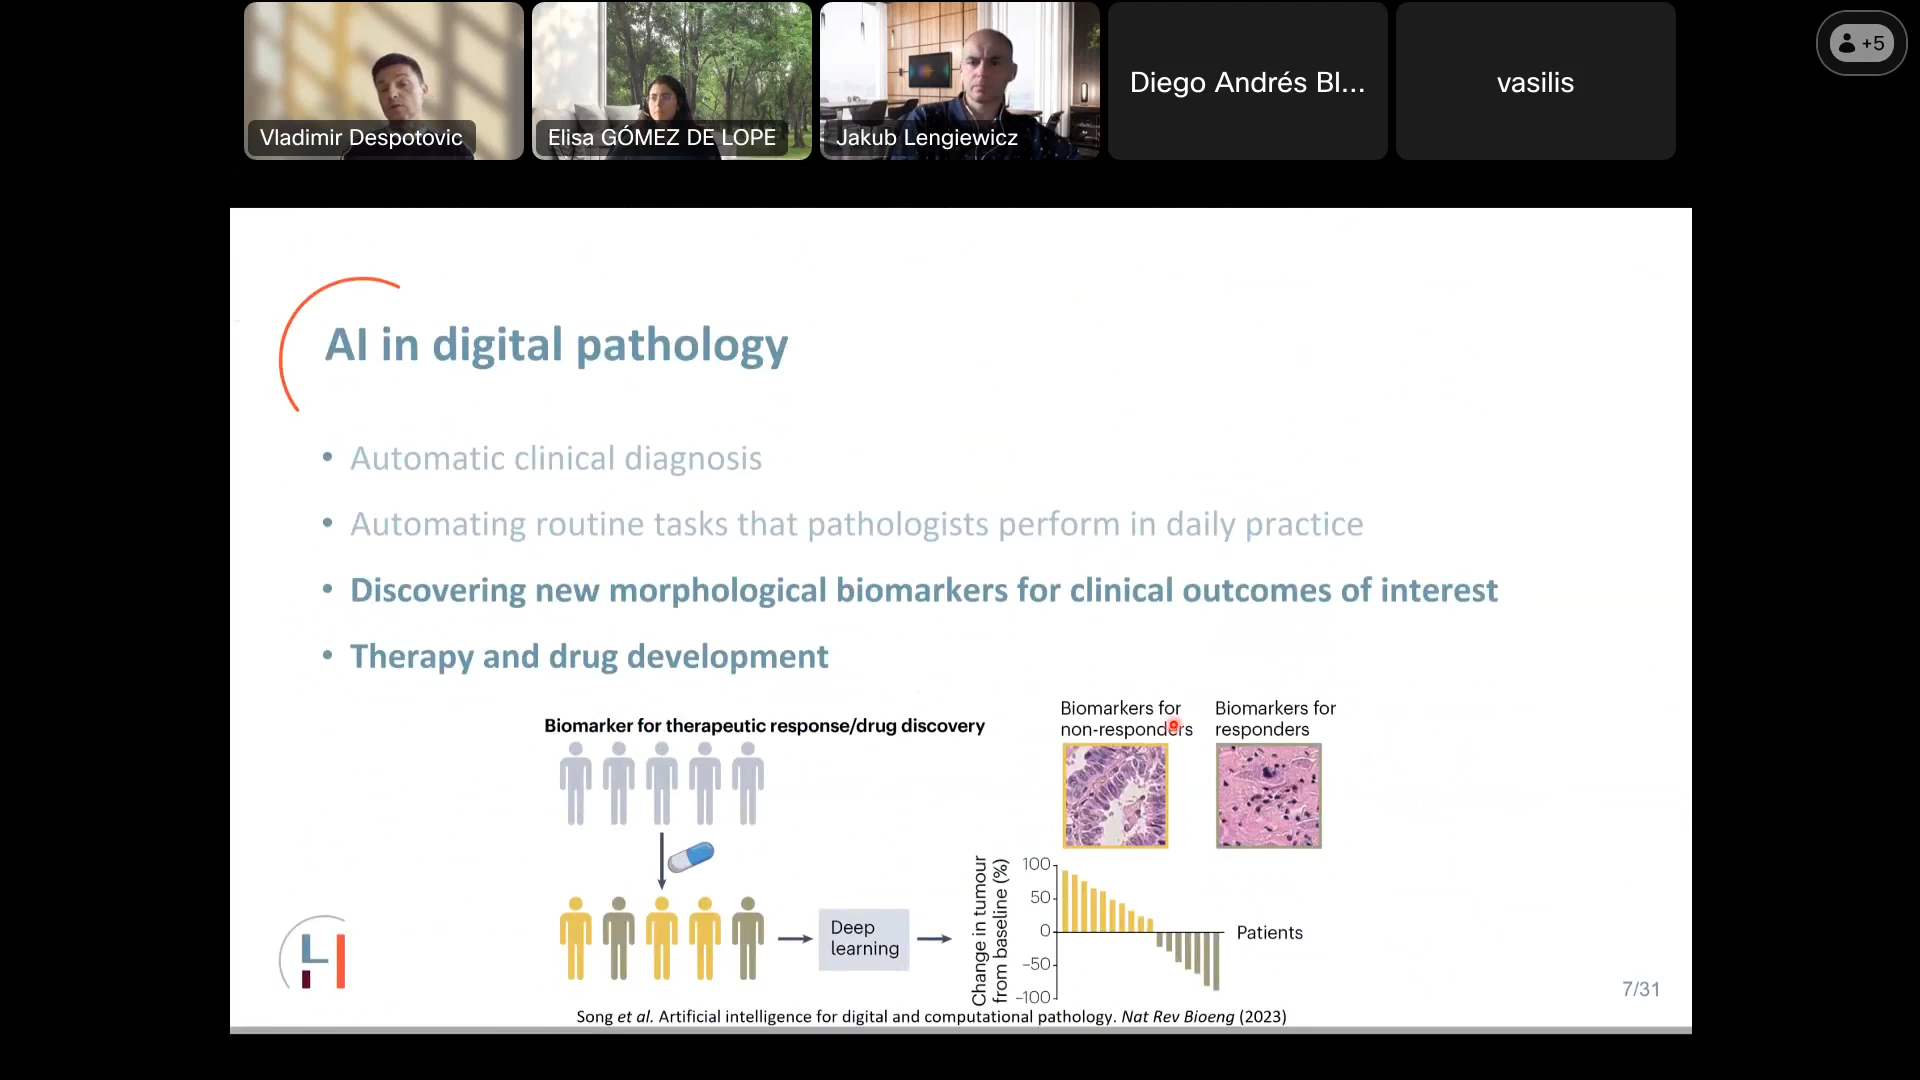 Vladimir Despotovic
Elisa GÓMEZ DE LOPE
Jakub Lengiewicz
Diego Andrés Bl...
vasilis
+5
AI in digital pathology
• Automatic clinical diagnosis
• Automating routine tasks that pathologists perform in daily practice
• Discovering new morphological biomarkers for clinical outcomes of interest
• Therapy and drug development
Biomarker for therapeutic response/drug discovery
Deep
learning
Biomarkers for
non-responders
Biomarkers for
responders
Change in tumour
from baseline (%)
100
50
0
–50
–100
Patients
7/31
Song et al. Artificial intelligence for digital and computational pathology. Nat Rev Bioeng (2023)